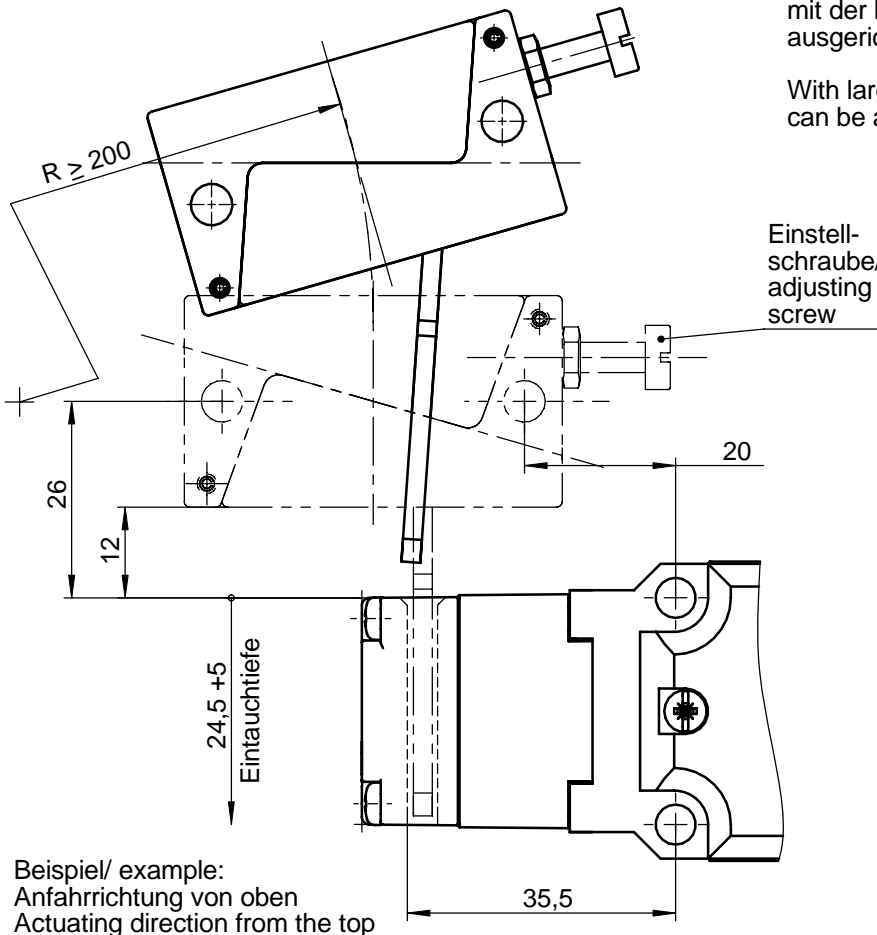 mit der
ausgeric
With larg
can be a
R ≥ 200
Einstell-
schraube/
adjusting
screw
20
26
12
24,5 +5
Eintauchtiefe
35,5
Beispiel/ example:
Anfahrrichtung von oben
Actuating direction from the top